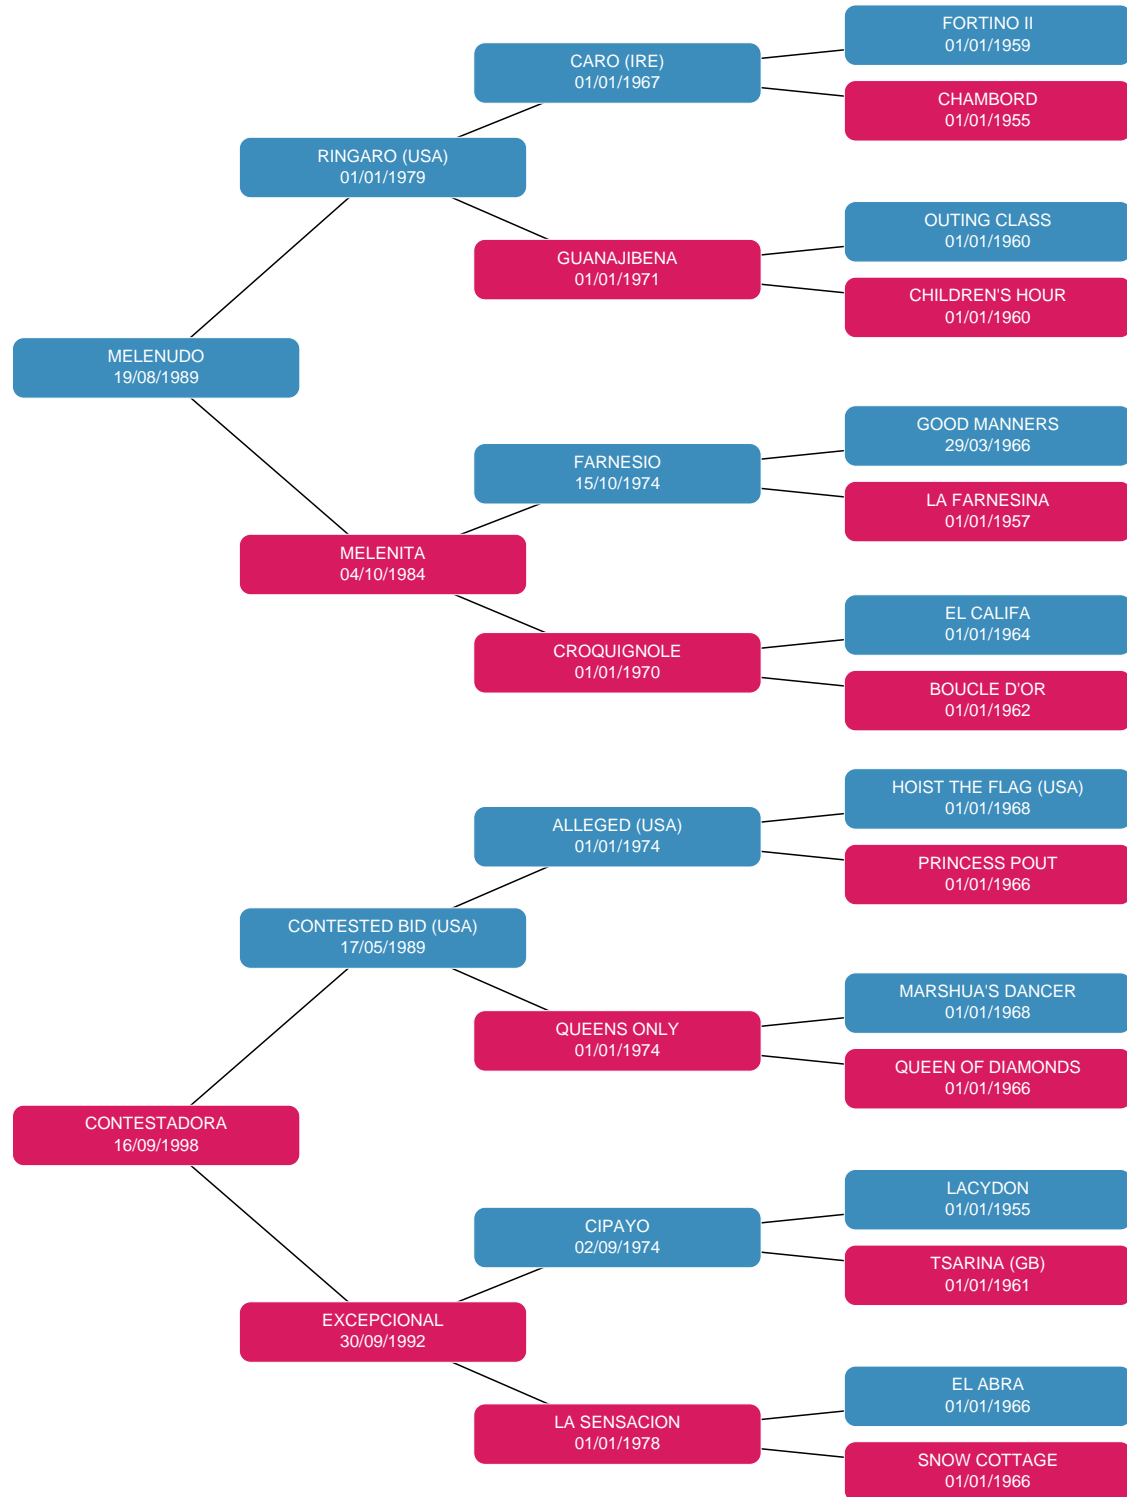 FORTINO II
01/01/1959
CARO (IRE)
01/01/1967
CHAMBORD
01/01/1955
RINGARO (USA)
01/01/1979
OUTING CLASS
01/01/1960
GUANAJIBENA
01/01/1971
CHILDREN'S HOUR
01/01/1960
MELENUDO
19/08/1989
GOOD MANNERS
29/03/1966
FARNESIO
15/10/1974
LA FARNESINA
01/01/1957
MELENITA
04/10/1984
EL CALIFA
01/01/1964
CROQUIGNOLE
01/01/1970
BOUCLE D'OR
01/01/1962
HOIST THE FLAG (USA)
01/01/1968
ALLEGED (USA)
01/01/1974
PRINCESS POUT
01/01/1966
CONTESTED BID (USA)
17/05/1989
MARSHUA'S DANCER
01/01/1968
QUEENS ONLY
01/01/1974
QUEEN OF DIAMONDS
01/01/1966
CONTESTADORA
16/09/1998
LACYDON
01/01/1955
CIPAYO
02/09/1974
TSARINA (GB)
01/01/1961
EXCEPCIONAL
30/09/1992
EL ABRA
01/01/1966
LA SENSACION
01/01/1978
SNOW COTTAGE
01/01/1966